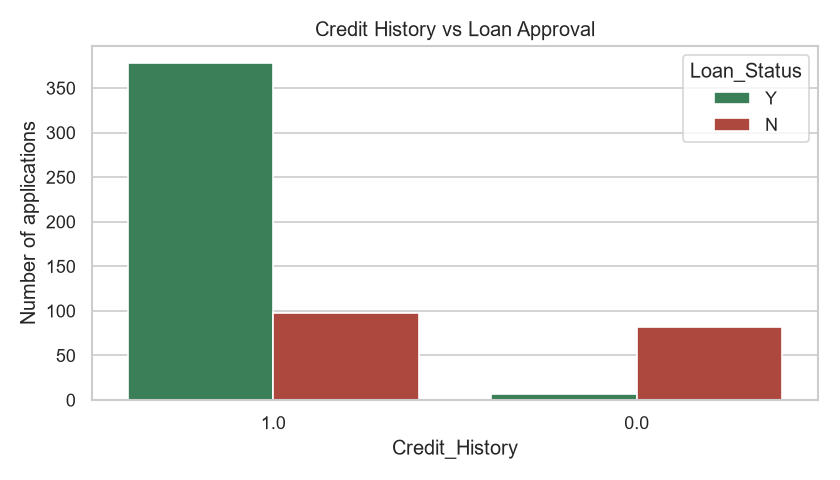 Credit History vs Loan Approval
Number of applications
350
300
250
200
150
100
50
0
Loan_Status
Y
N
1.0
0.0
Credit_History